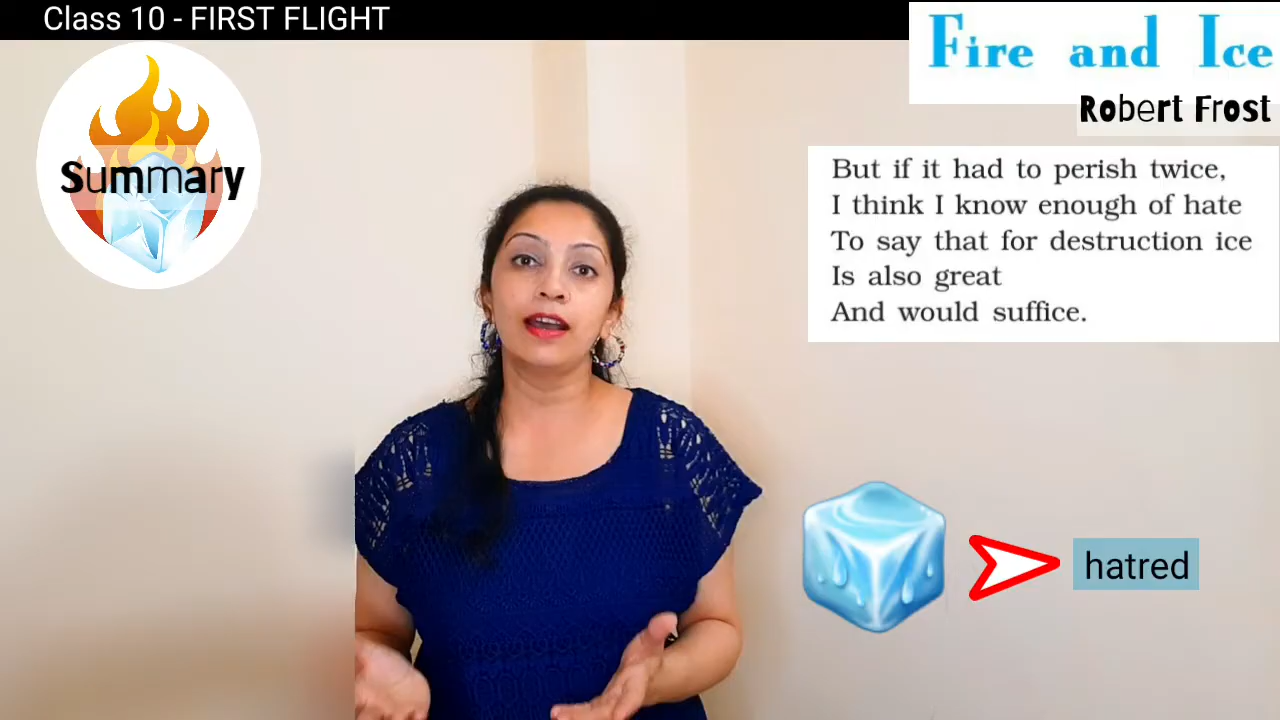 Class 10 - FIRST FLIGHT
Fire and Ice
Robert Frost
Summary
But if it had to perish twice,
I think I know enough of hate
To say that for destruction ice
Is also great
And would suffice.
hatred